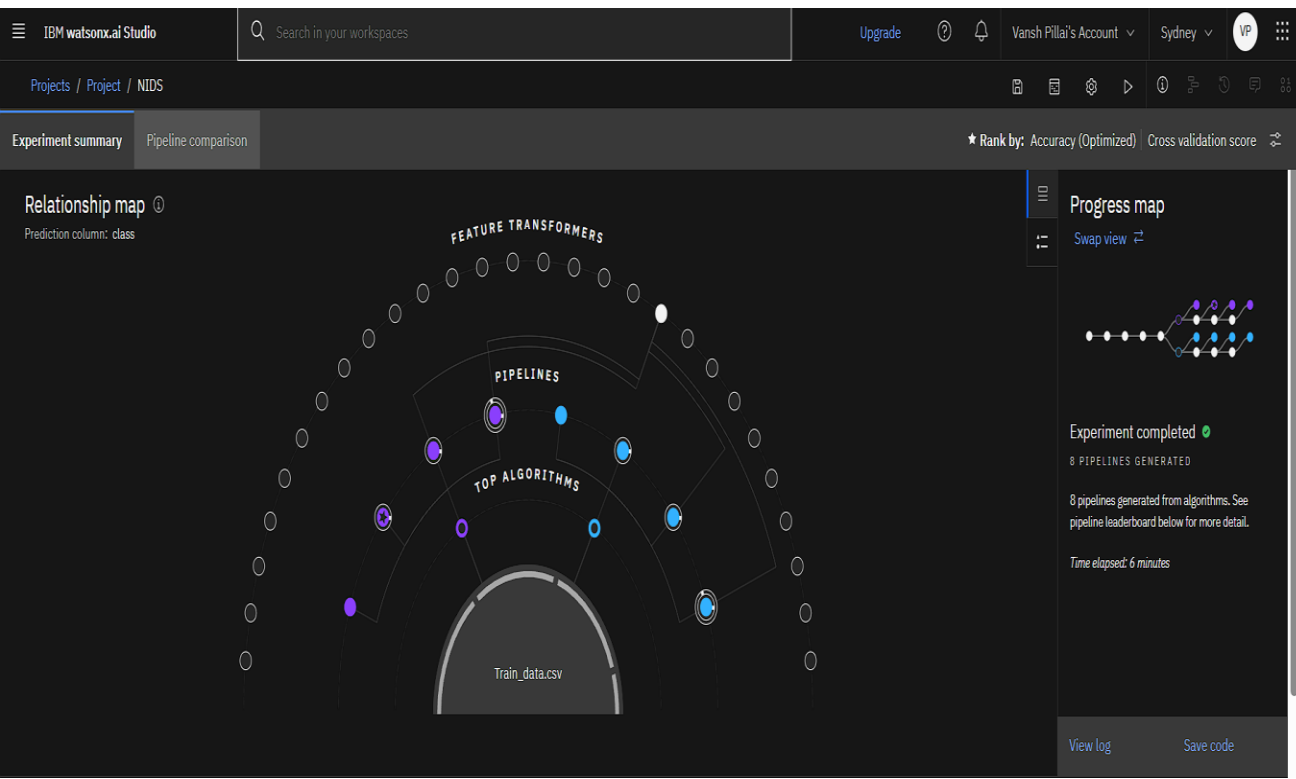 IBM watsonx.ai Studio
Search in your workspaces
Upgrade
Vansh Pillai's Account
Sydney
VP
Projects / Project / NIDS
Experiment summary
Pipeline comparison
Rank by: Accuracy (Optimized) Cross validation score
Relationship map
Prediction column: class
FEATURE TRANSFORMERS
PIPELINES
TOP ALGORITHMS
Train_data.csv
Progress map
Swap view
Experiment completed
8 PIPELINES GENERATED
8 pipelines generated from algorithms. See
pipeline leaderboard below for more detail.
Time elapsed: 6 minutes
View log
Save code